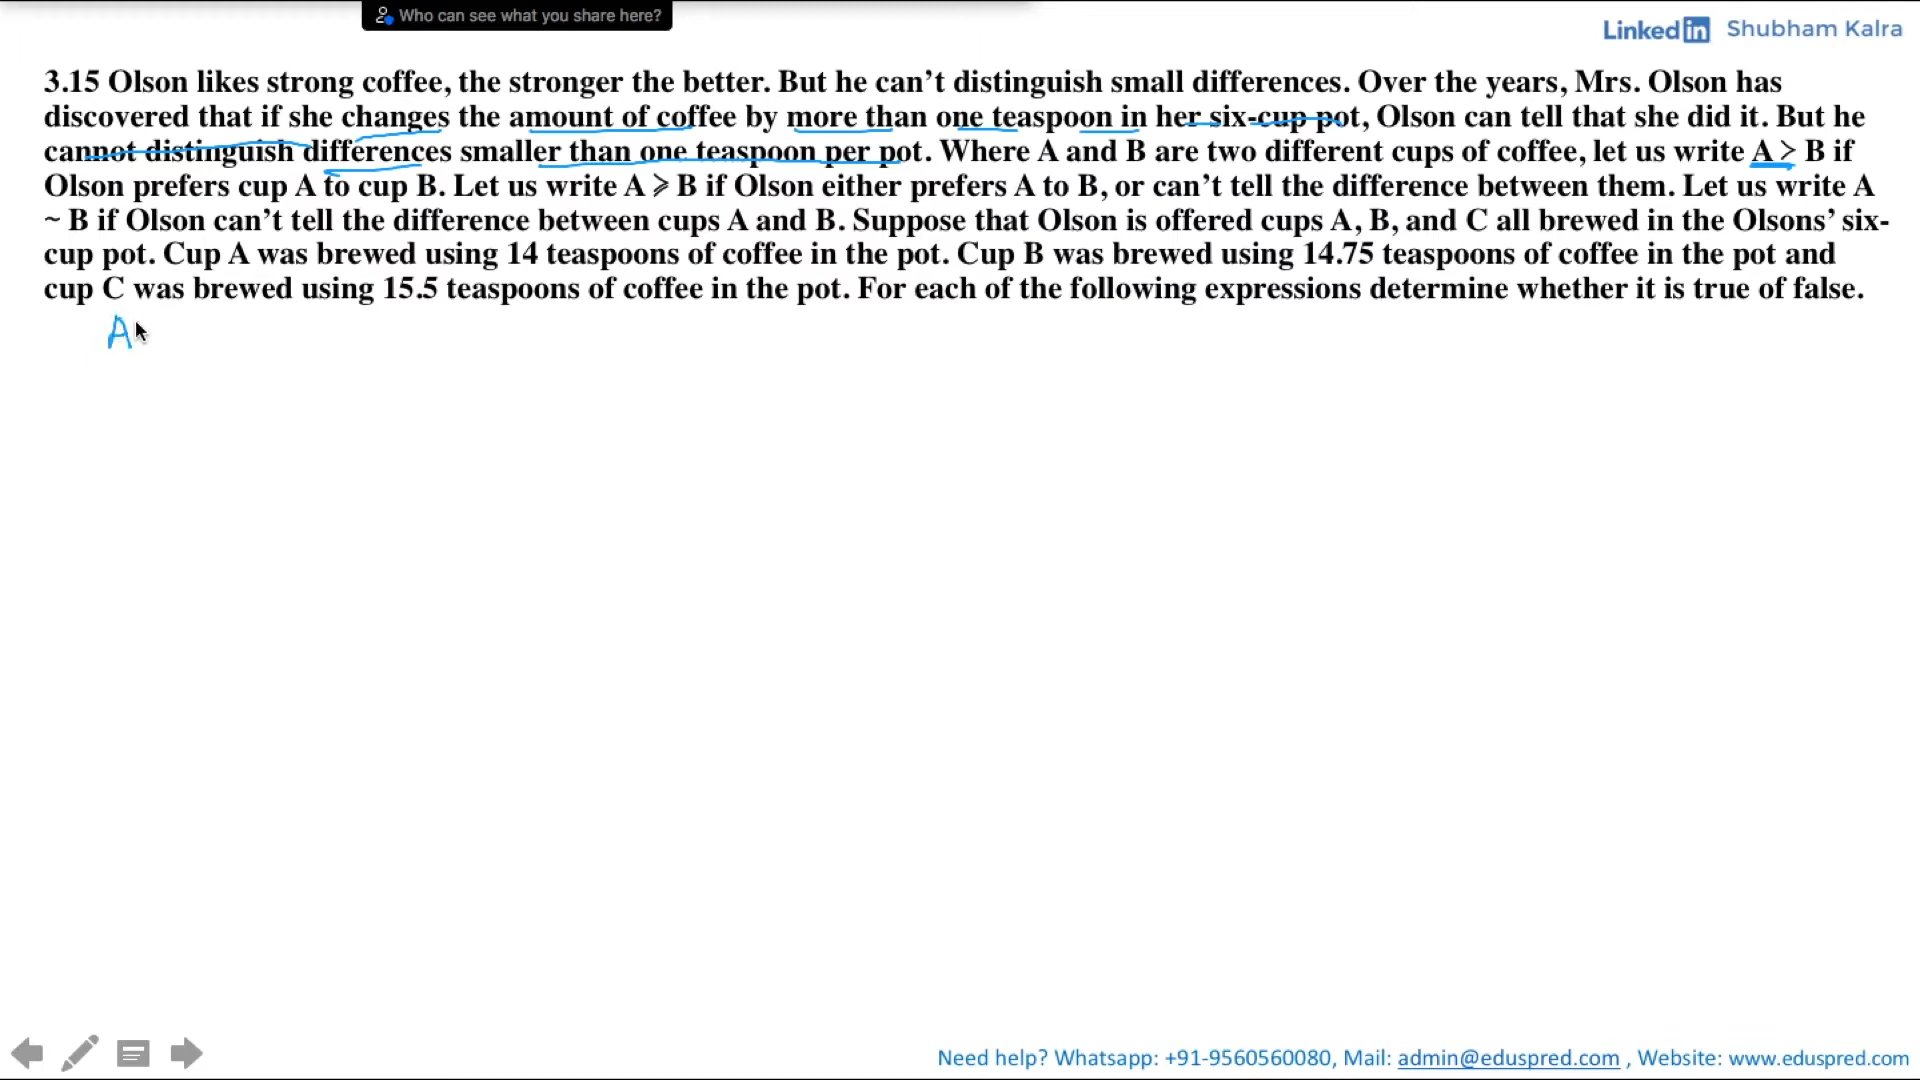 Who can see what you share here?
Linked in Shubham Kalra
3.15 Olson likes strong coffee, the stronger the better. But he can’t distinguish small differences. Over the years, Mrs. Olson has
discovered that if she changes the amount of coffee by more than one teaspoon in her six-cup pot, Olson can tell that she did it. But he
cannot distinguish differences smaller than one teaspoon per pot. Where A and B are two different cups of coffee, let us write A > B if
Olson prefers cup A to cup B. Let us write A ⩾ B if Olson either prefers A to B, or can’t tell the difference between them. Let us write A
~ B if Olson can’t tell the difference between cups A and B. Suppose that Olson is offered cups A, B, and C all brewed in the Olsons’ six-
cup pot. Cup A was brewed using 14 teaspoons of coffee in the pot. Cup B was brewed using 14.75 teaspoons of coffee in the pot and
cup C was brewed using 15.5 teaspoons of coffee in the pot. For each of the following expressions determine whether it is true of false.
A
Need help? Whatsapp: +91-9560560080, Mail: admin@eduspred.com , Website: www.eduspred.com